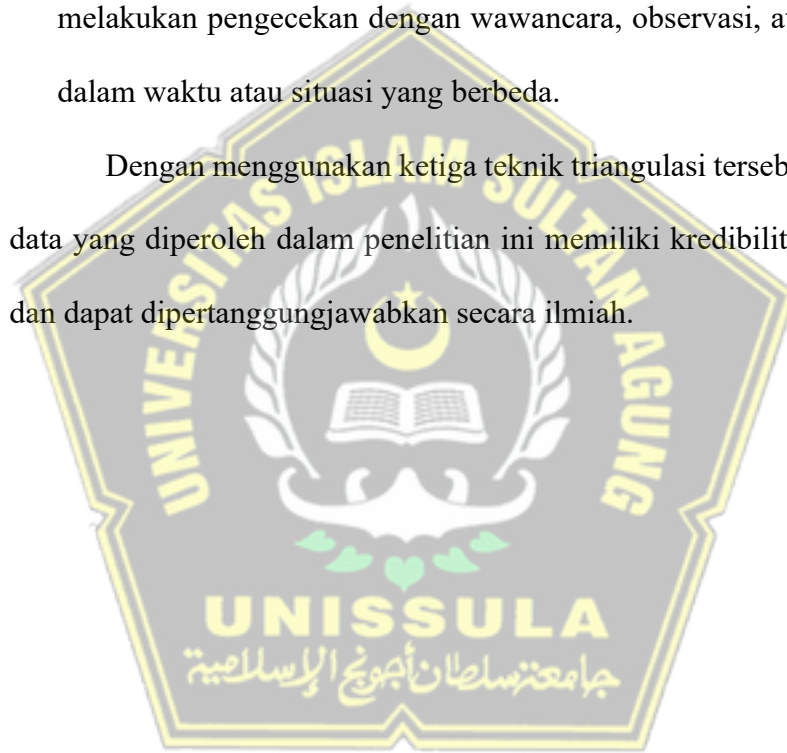 melakukan pengecekan dengan wawancara, observasi,
dalam waktu atau situasi yang berbeda.
Dengan menggunakan ketiga teknik triangulasi
data yang diperoleh dalam penelitian ini memiliki
dan dapat dipertanggungjawabkan secara ilmiah.
UNIVERSITAS ISLAM SULTAN AGUNG
UNISSULA
جامعة سلطان أجونج الإسلامية